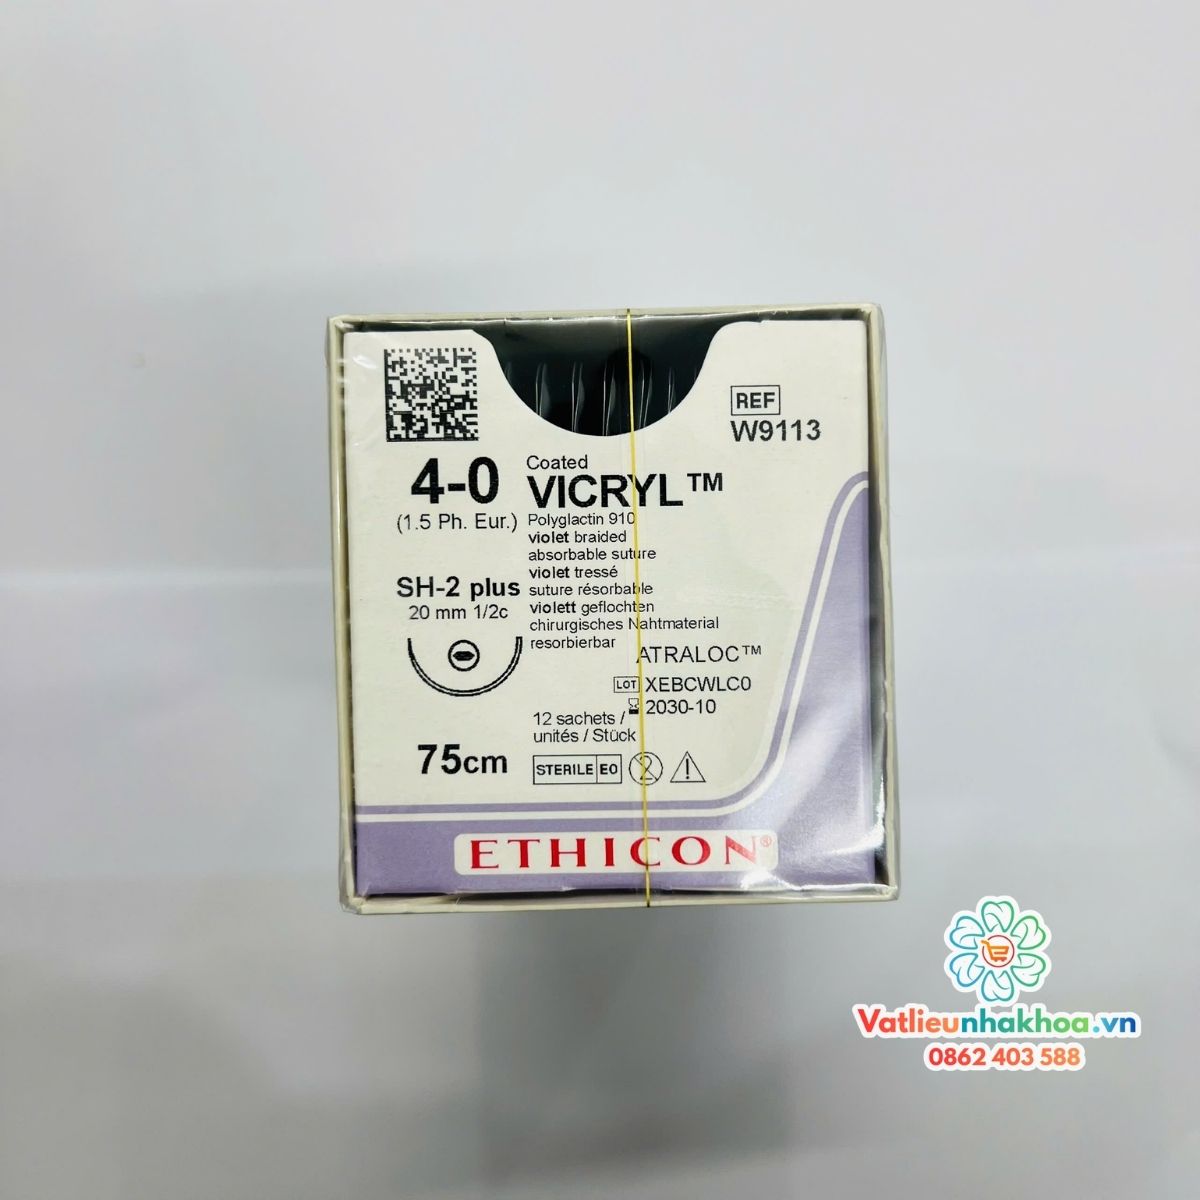 REF
W9113
4-0
(1.5 Ph. Eur.)
Coated
VICRYL™
Polyglactin 910
violet braided
absorbable suture
violet tressé
suture résorbable
violett geflochten
chirurgisches Nahtmaterial
resorbierbar
SH-2 plus
20 mm 1/2c
ATRALOC™
LOT XEBCWLC0
2030-10
12 sachets /
unités / Stück
75cm
STERILE EO
2
ETHICON®
Vatlieunhakhoa.vn
0862 403 588